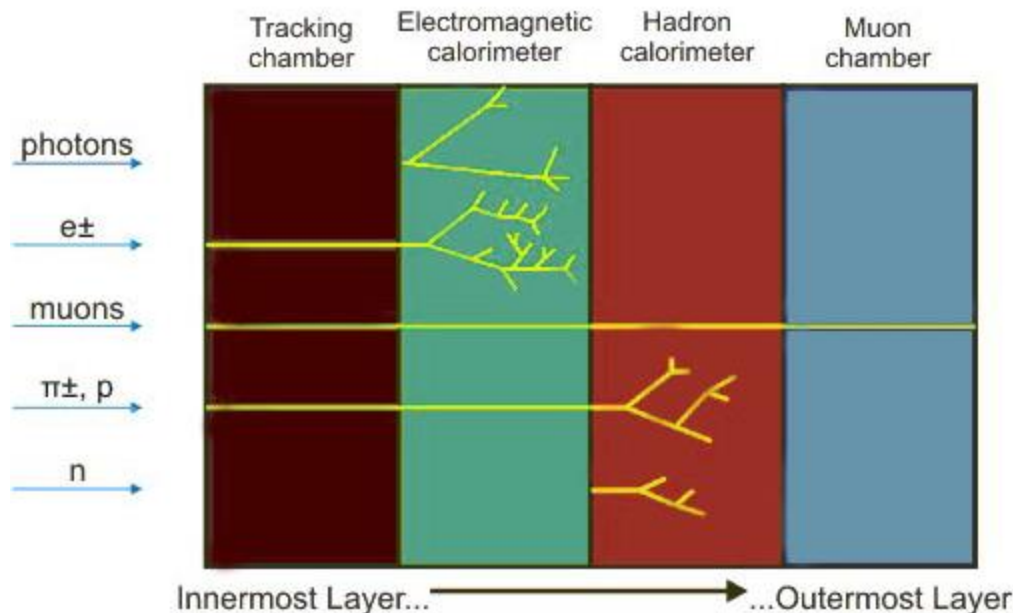 Tracking
chamber
Electromagnetic
calorimeter
Hadron
calorimeter
Muon
chamber
photons
e±
muons
π±, p
n
Innermost Layer...
...Outermost Layer